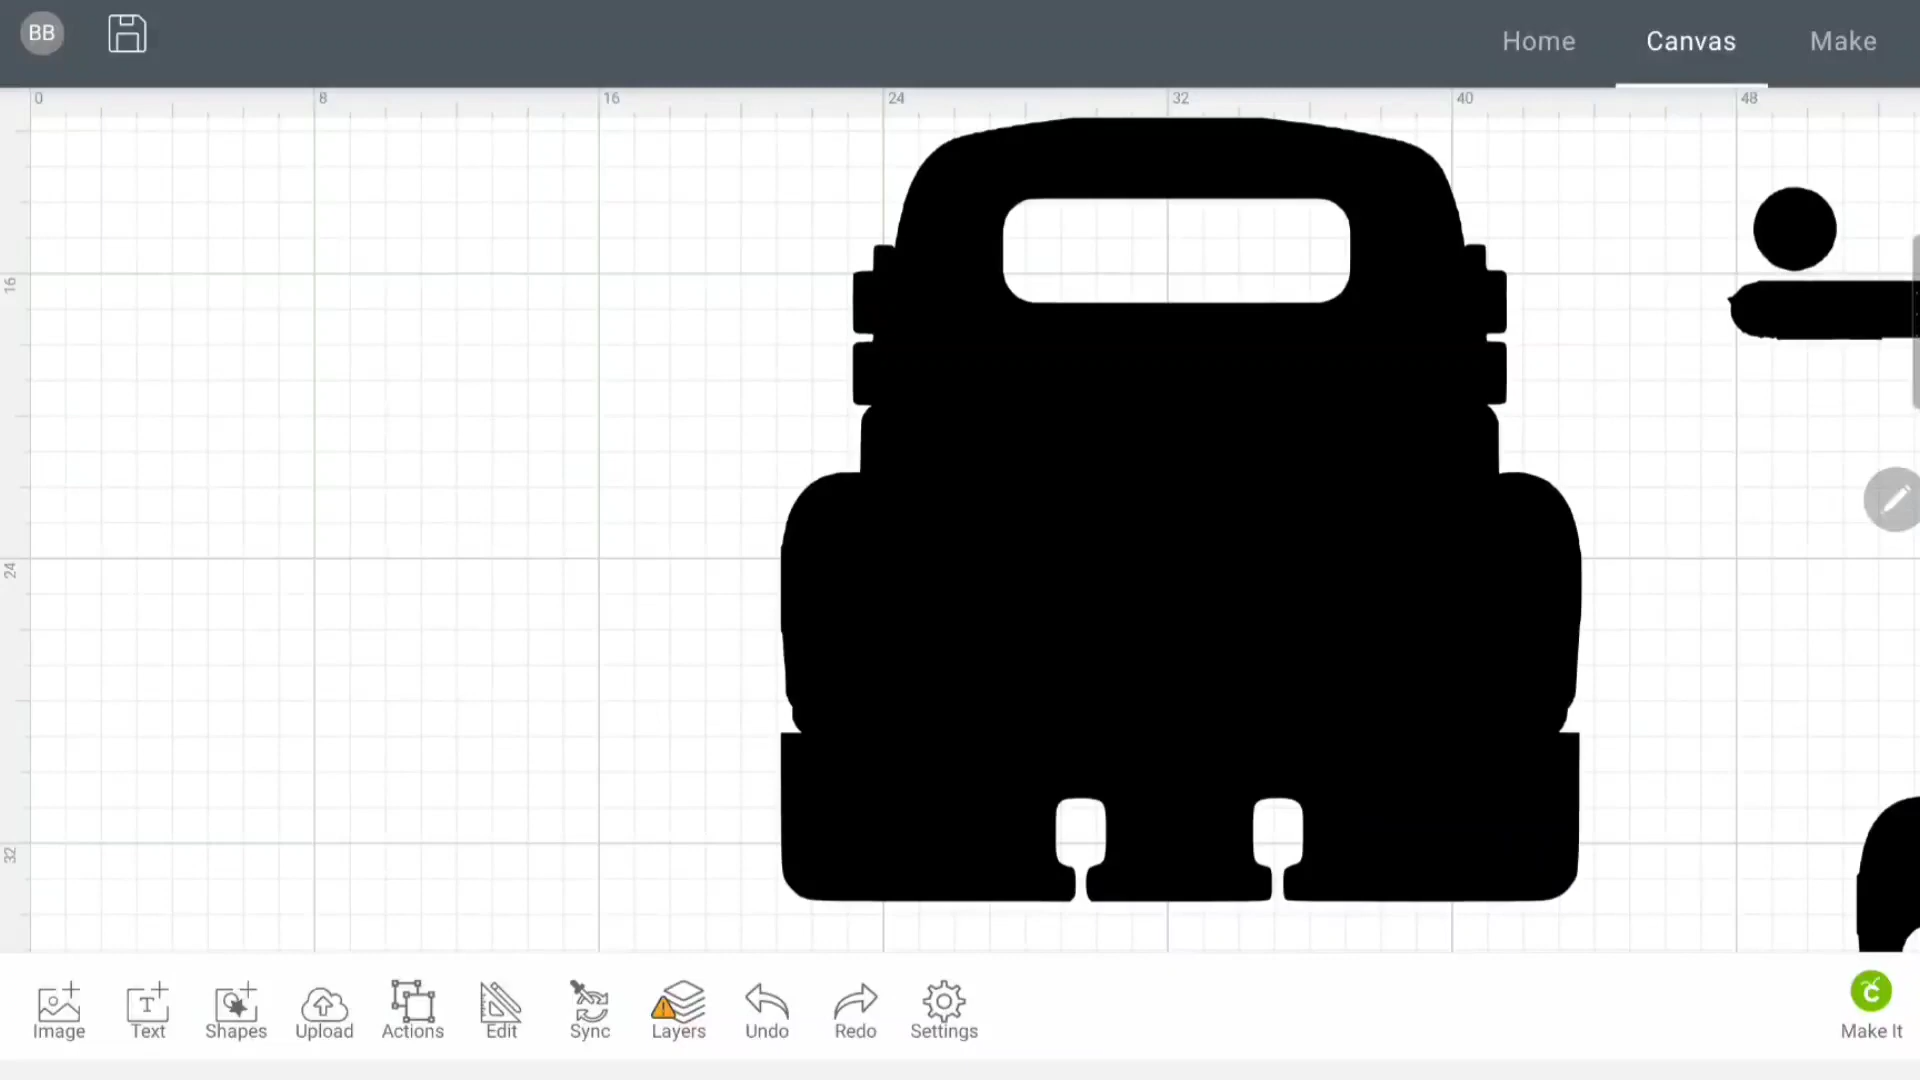 BB
Home Canvas Make
0 8 16 24 32 40 48
16
24
32
Image Text Shapes Upload Actions Edit Sync Layers Undo Redo Settings Make It